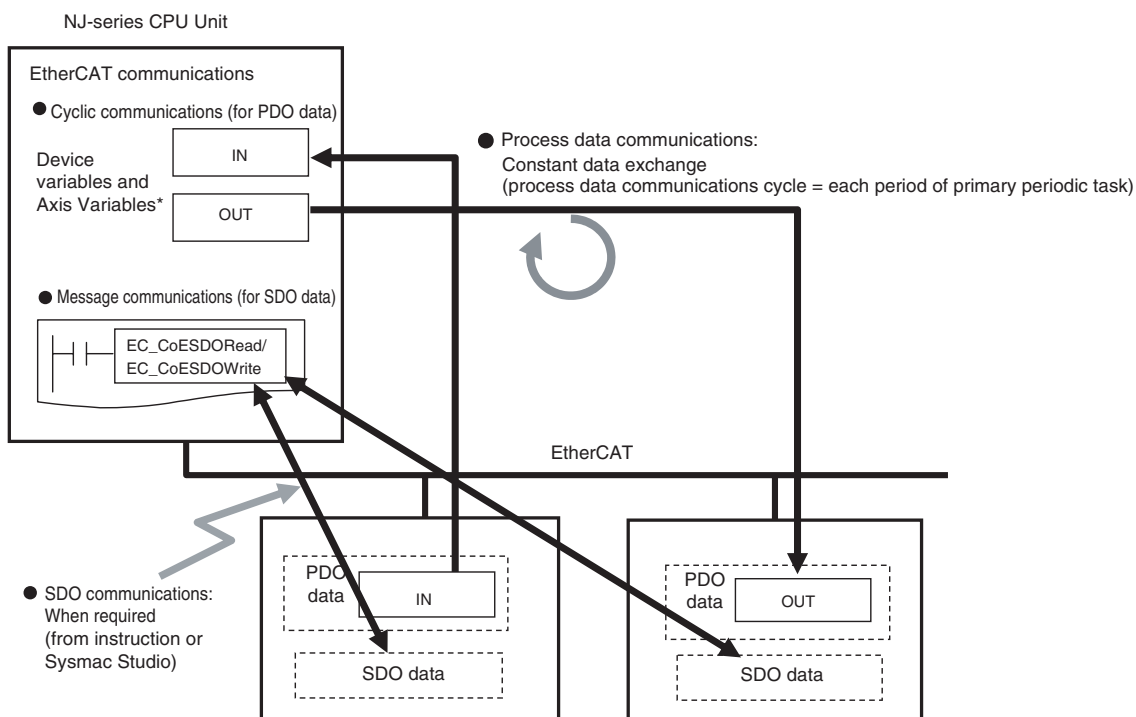 NJ-series CPU Unit
EtherCAT communications
● Cyclic communications (for PDO data)
Device
variables and
Axis Variables*
IN
OUT
● Process data communications:
Constant data exchange
(process data communications cycle = each period of primary periodic task)
● Message communications (for SDO data)
EC_CoESDORead/
EC_CoESDOWrite
EtherCAT
● SDO communications:
When required
(from instruction or
Sysmac Studio)
PDO
data
IN
SDO data
PDO
data
OUT
SDO data